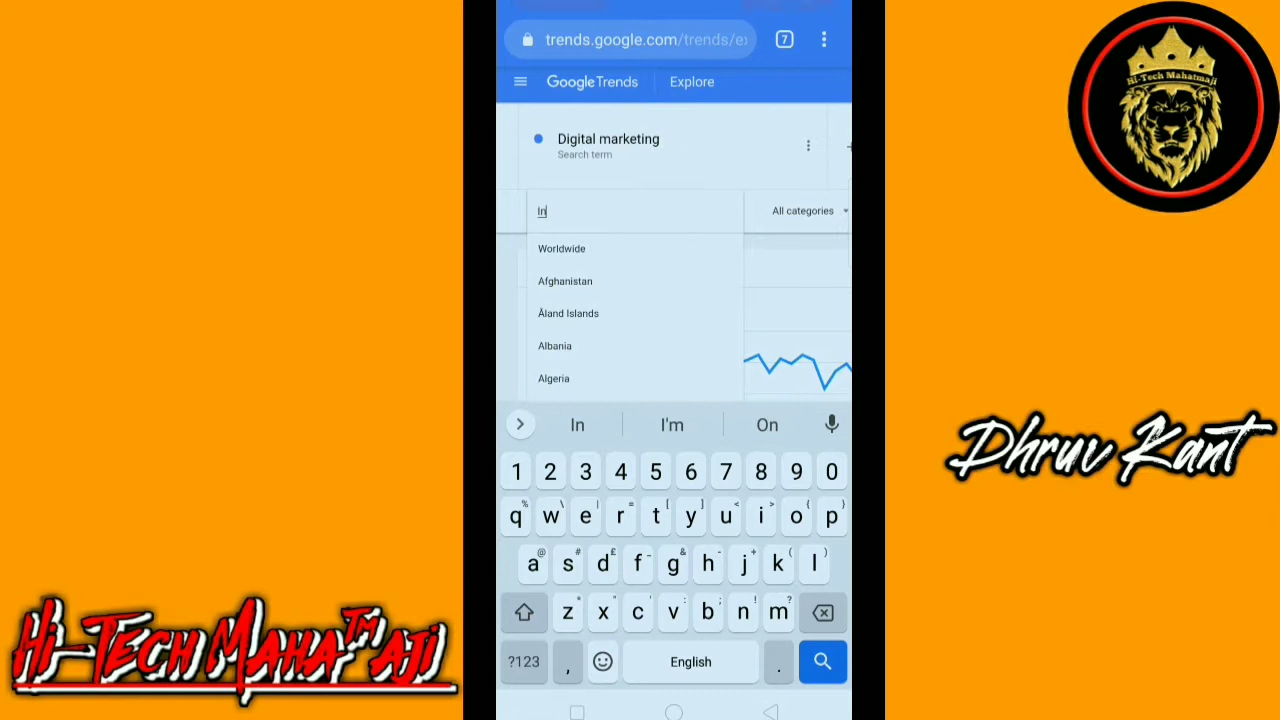 trends.google.com/trends/e
7
Google Trends
Explore
Digital marketing
Search term
In
All categories
Worldwide
Afghanistan
Åland Islands
Albania
Algeria
In I'm On
1 2 3 4 5 6 7 8 9 0
% \ | = [ ] < > { }
q w e r t y u i o p
@ # £ _ & - + ( )
a s d f g h j k l
* " ' : ; ! ?
z x c v b n m
?123 , English .
Hi-Tech Mahatmaji
Dhruv Kant
Hi-Tech Maha™aji